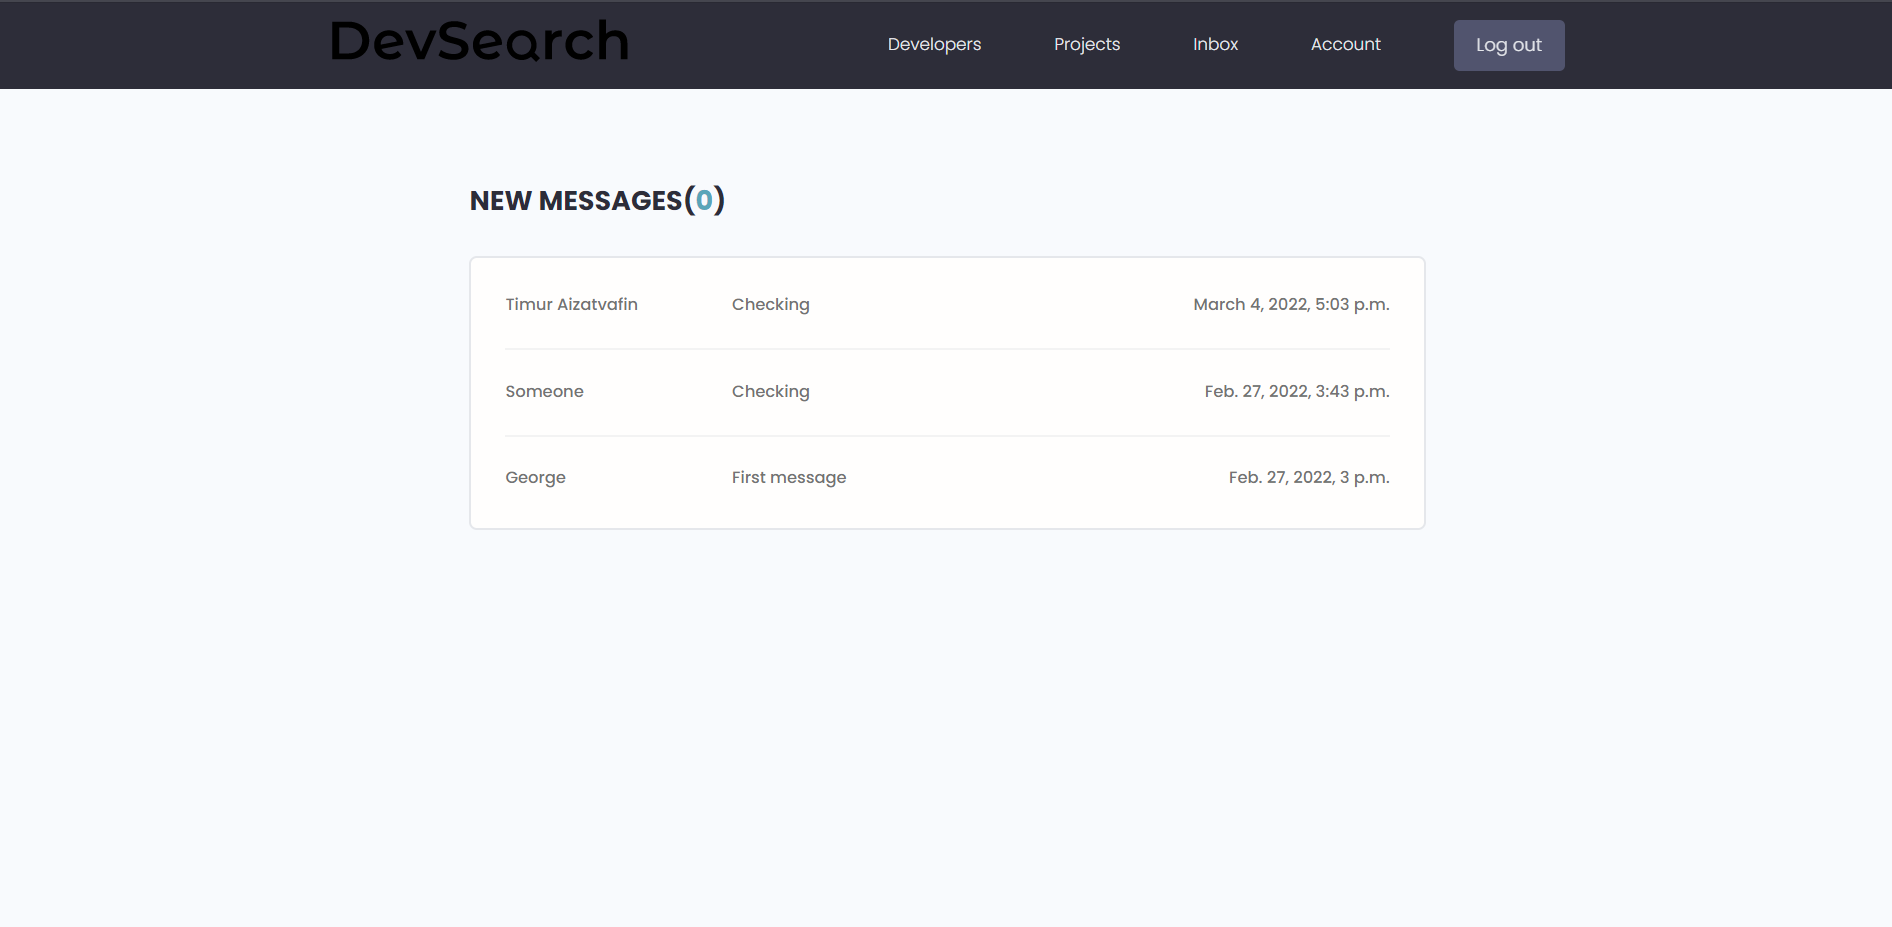 DevSearch Developers Projects Inbox Account Log out
NEW MESSAGES(0)
Timur Aizatvafin Checking March 4, 2022, 5:03 p.m.
Someone Checking Feb. 27, 2022, 3:43 p.m.
George First message Feb. 27, 2022, 3 p.m.